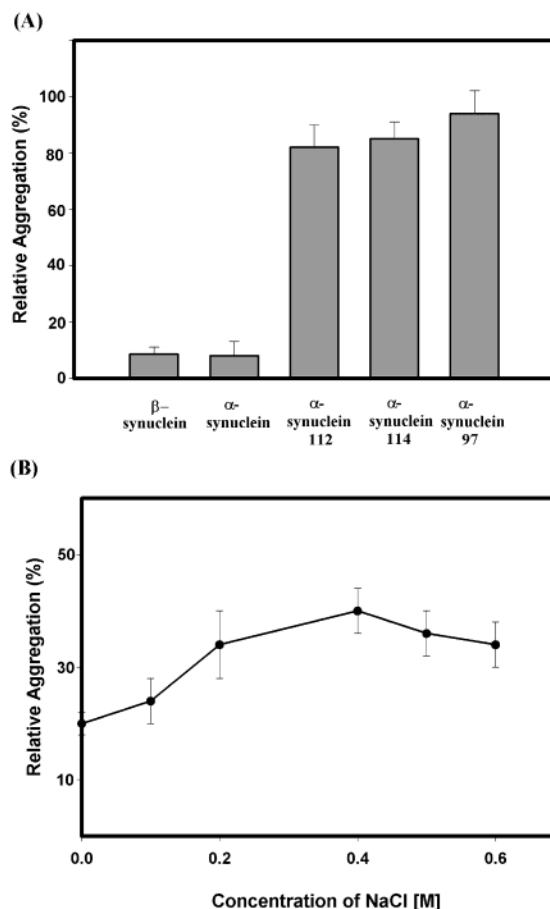 (A)
Relative Aggregation (%)
100
80
60
40
20
0
β–
synuclein
α-
synuclein
α-
synuclein
112
α-
synuclein
114
α-
synuclein
97
(B)
Relative Aggregation (%)
50
30
10
0.0 0.2 0.4 0.6
Concentration of NaCl [M]